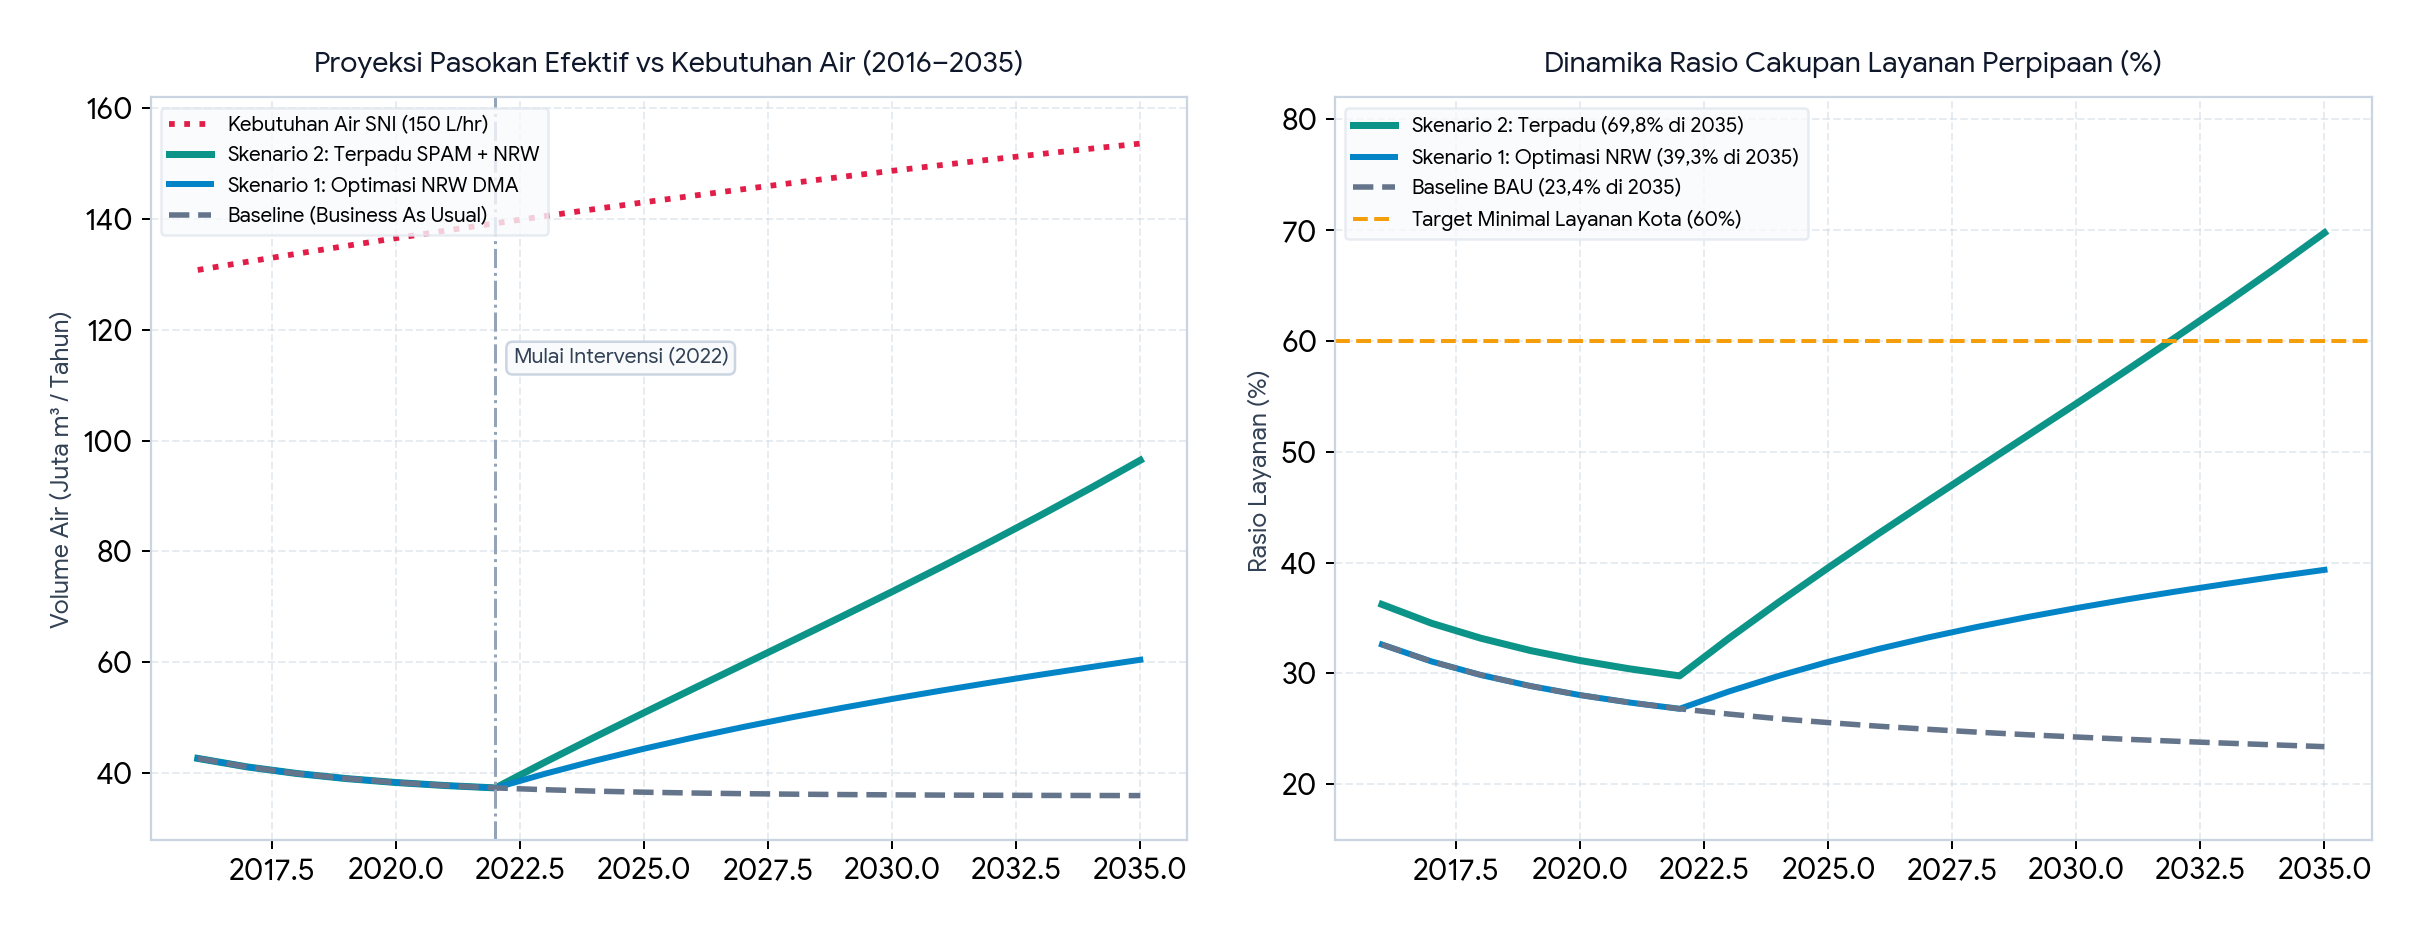 Proyeksi Pasokan Efektif vs Kebutuhan Air (2016–2035)
Volume Air (Juta m³ / Tahun)
160
140
120
100
80
60
40
Kebutuhan Air SNI (150 L/hr)
Skenario 2: Terpadu SPAM + NRW
Skenario 1: Optimasi NRW DMA
Baseline (Business As Usual)
Mulai Intervensi (2022)
2017.5
2020.0
2022.5
2025.0
2027.5
2030.0
2032.5
2035.0
Dinamika Rasio Cakupan Layanan Perpipaan (%)
Rasio Layanan (%)
80
70
60
50
40
30
20
Skenario 2: Terpadu (69,8% di 2035)
Skenario 1: Optimasi NRW (39,3% di 2035)
Baseline BAU (23,4% di 2035)
Target Minimal Layanan Kota (60%)
2017.5
2020.0
2022.5
2025.0
2027.5
2030.0
2032.5
2035.0